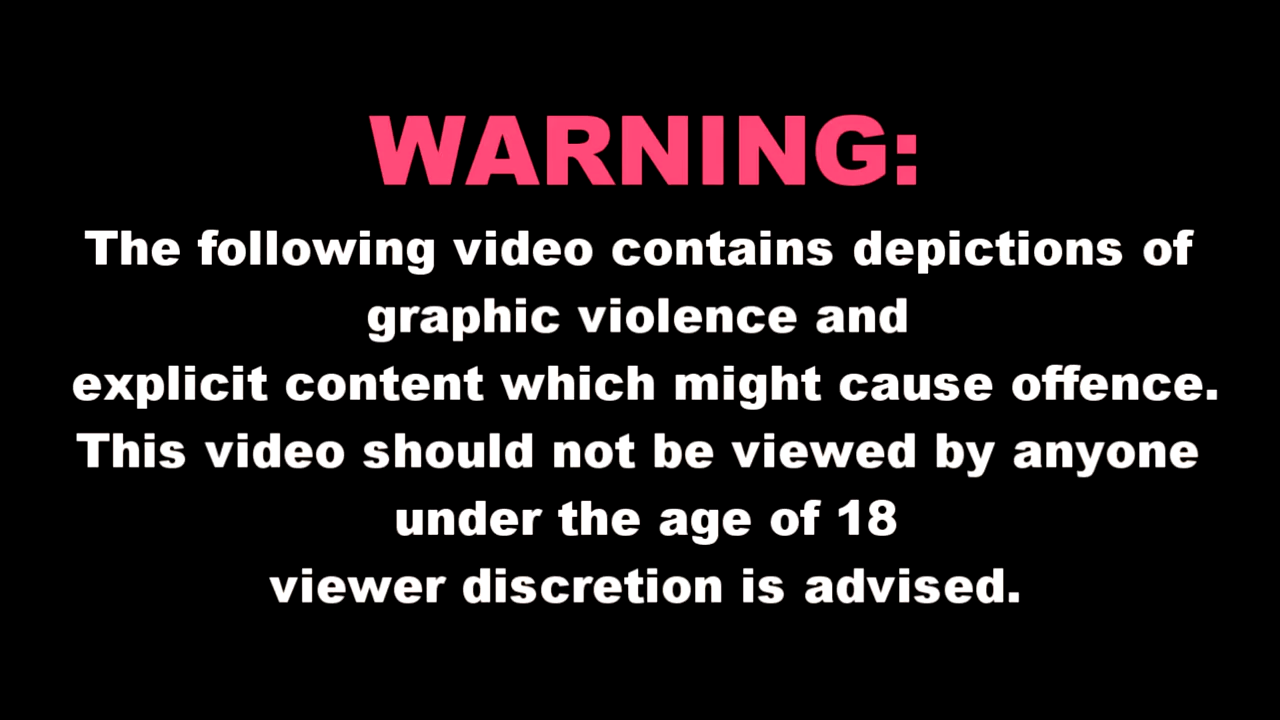 WARNING:
The following video contains depictions of
graphic violence and
explicit content which might cause offence.
This video should not be viewed by anyone
under the age of 18
viewer discretion is advised.